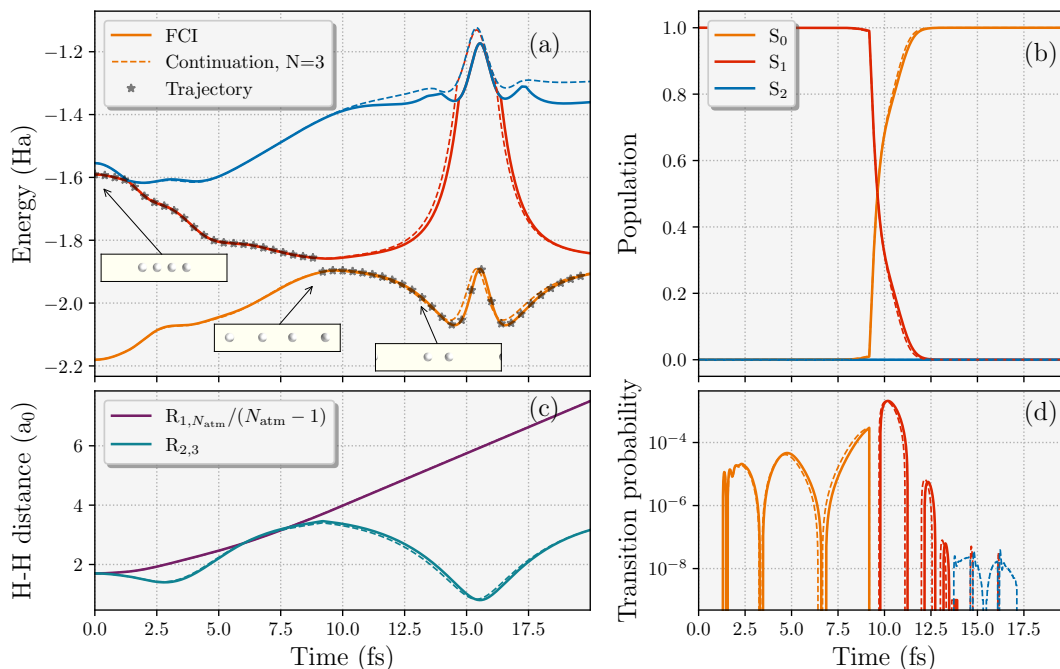 (a)
FCI
Continuation, N=3
Trajectory
Energy (Ha)
−1.2
−1.4
−1.6
−1.8
−2.0
−2.2
(b)
S₀
S₁
S₂
Population
1.0
0.8
0.6
0.4
0.2
0.0
(c)
R₁,Nₐₜₘ/(Nₐₜₘ − 1)
R₂,₃
H-H distance (a₀)
6
4
2
0.0 2.5 5.0 7.5 10.0 12.5 15.0 17.5
Time (fs)
(d)
Transition probability
10⁻⁴
10⁻⁶
10⁻⁸
0.0 2.5 5.0 7.5 10.0 12.5 15.0 17.5
Time (fs)